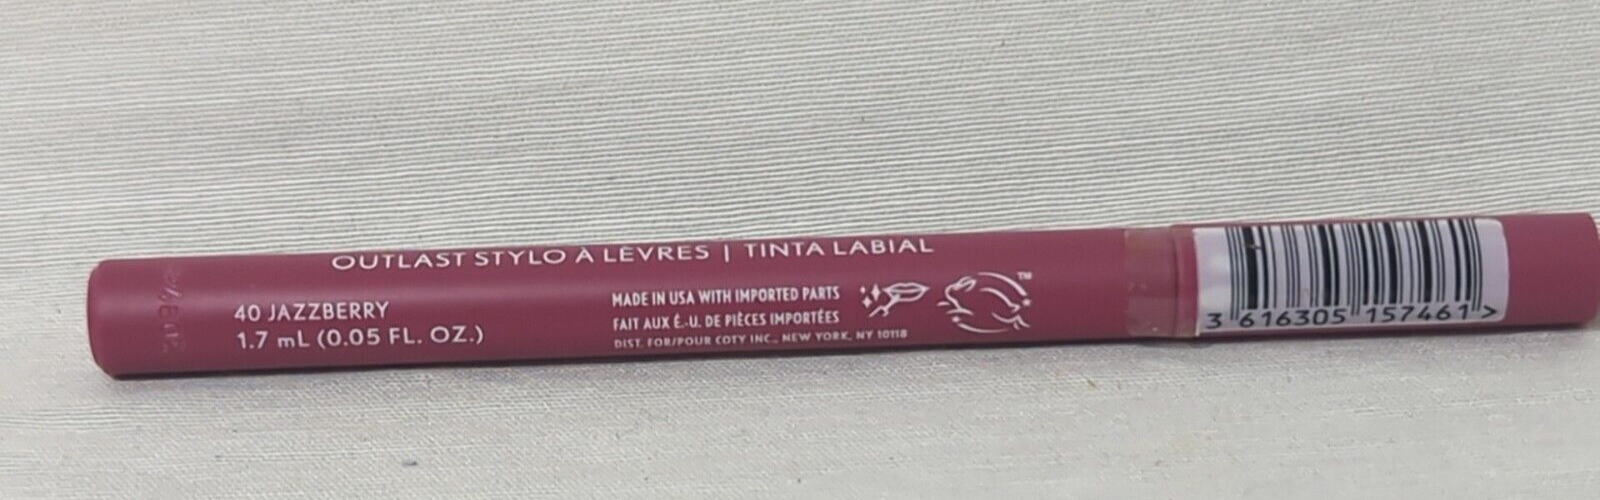 OUTLAST STYLO À LÈVRES | TINTA LABIAL
40 JAZZBERRY
1.7 mL (0.05 FL. OZ.)
MADE IN USA WITH IMPORTED PARTS
FAIT AUX É.-U. DE PIÈCES IMPORTÉES
DIST. FOR/POUR COTY INC., NEW YORK, NY 10118
TM
3 616305 157461 >